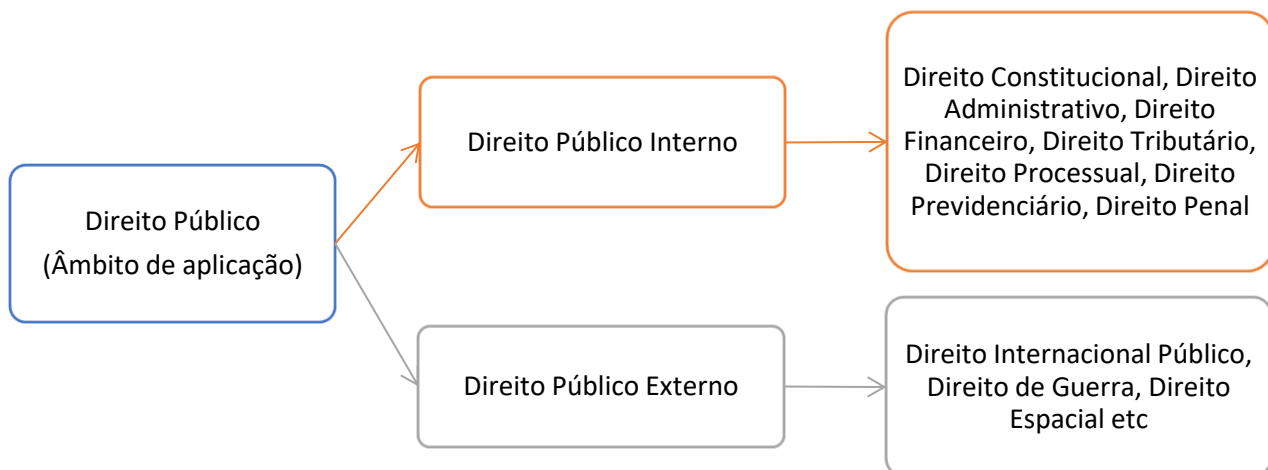 Direito Público
(Âmbito de aplicação)
Direito Público Interno
Direito Constitucional, Direito
Administrativo, Direito
Financeiro, Direito Tributário,
Direito Processual, Direito
Previdenciário, Direito Penal
Direito Público Externo
Direito Internacional Público,
Direito de Guerra, Direito
Espacial etc